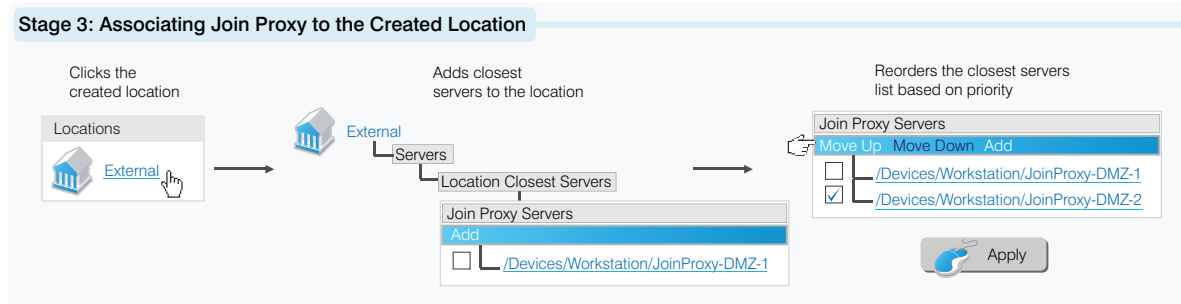 Stage 3: Associating Join Proxy to the Created Location
Clicks the
created location
Locations
External
Adds closest
servers to the location
External
Servers
Location Closest Servers
Join Proxy Servers
Add
/Devices/Workstation/JoinProxy-DMZ-1
Reorders the closest servers
list based on priority
Join Proxy Servers
Move Up Move Down Add
/Devices/Workstation/JoinProxy-DMZ-1
/Devices/Workstation/JoinProxy-DMZ-2
Apply